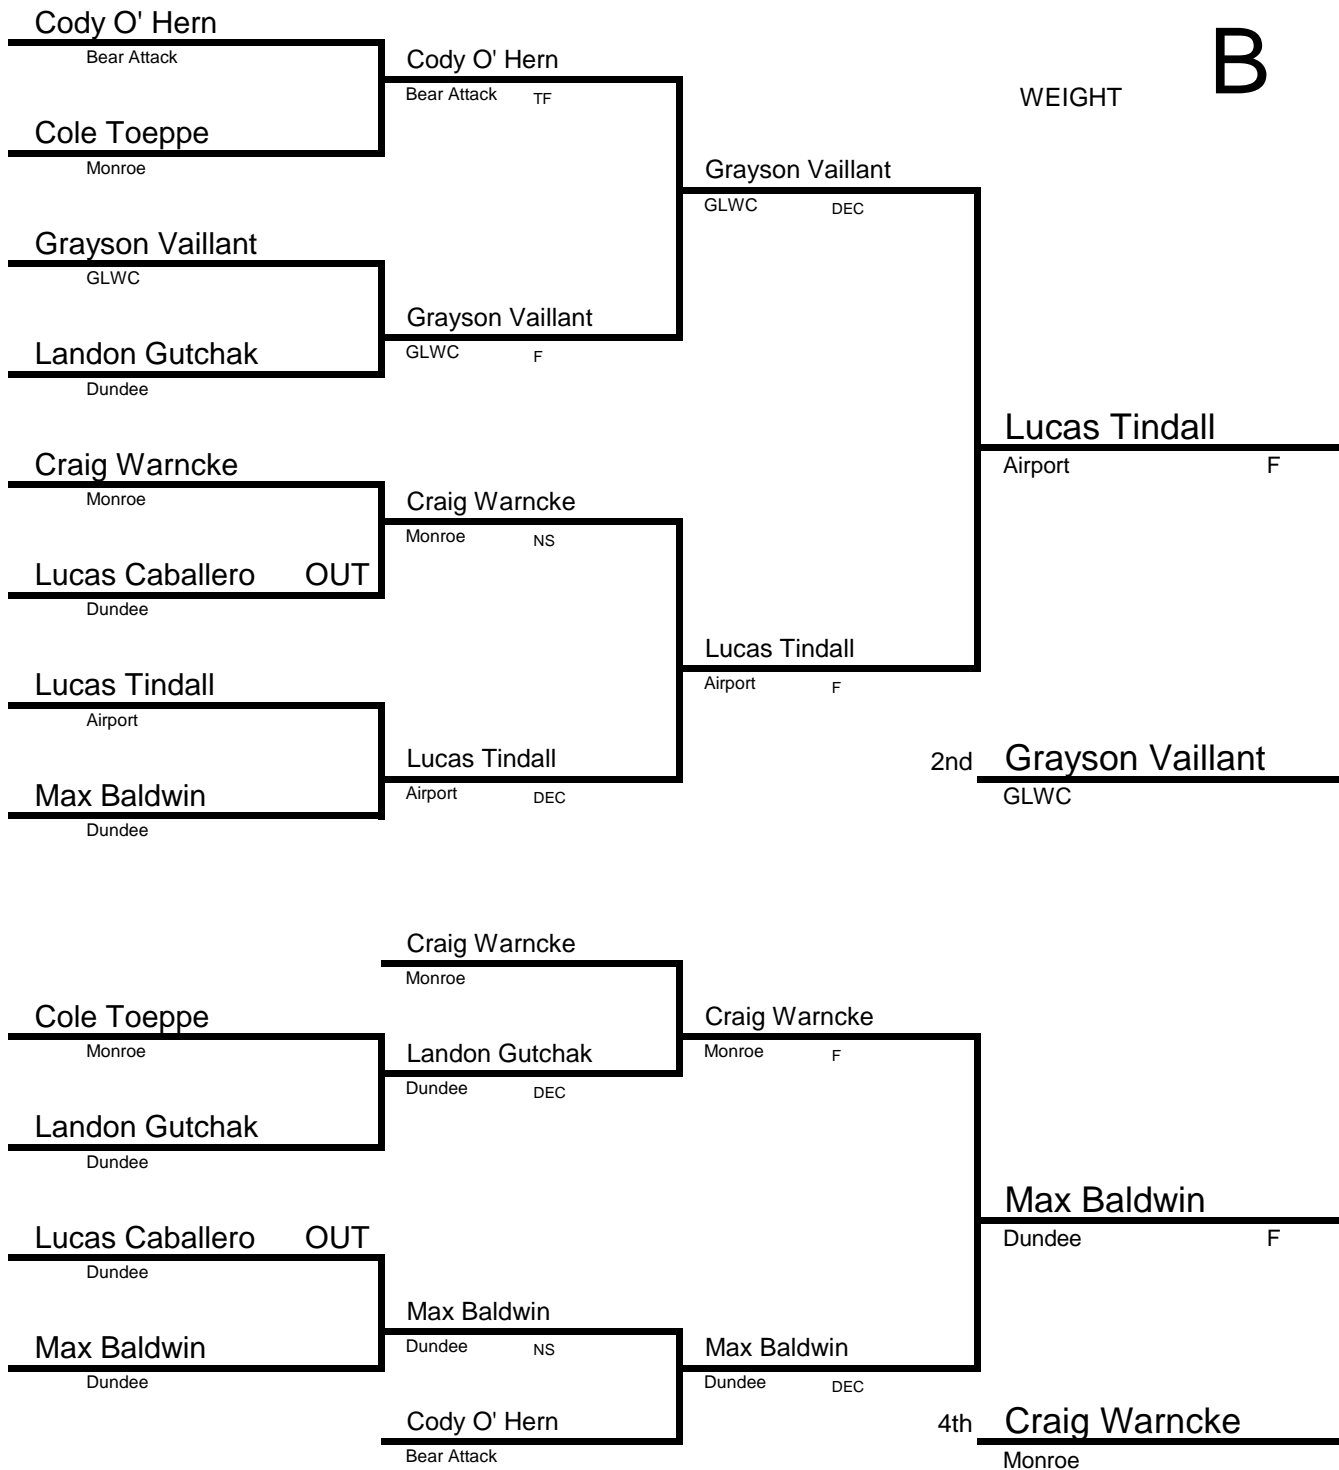 Cody O' Hern
Bear Attack
Cody O' Hern
Bear Attack TF
B
WEIGHT
Cole Toeppe
Monroe
Grayson Vaillant
GLWC DEC
Grayson Vaillant
GLWC
Grayson Vaillant
GLWC F
Landon Gutchak
Dundee
Lucas Tindall
Airport F
Craig Warncke
Monroe
Craig Warncke
Monroe NS
Lucas Caballero OUT
Dundee
Lucas Tindall
Airport F
Lucas Tindall
Airport
Lucas Tindall
Airport DEC
2nd Grayson Vaillant
GLWC
Max Baldwin
Dundee
Craig Warncke
Monroe
Cole Toeppe
Monroe
Craig Warncke
Monroe F
Landon Gutchak
Dundee DEC
Landon Gutchak
Dundee
Max Baldwin
Dundee F
Lucas Caballero OUT
Dundee
Max Baldwin
Dundee NS
Max Baldwin
Dundee
Max Baldwin
Dundee DEC
Cody O' Hern
Bear Attack
4th Craig Warncke
Monroe